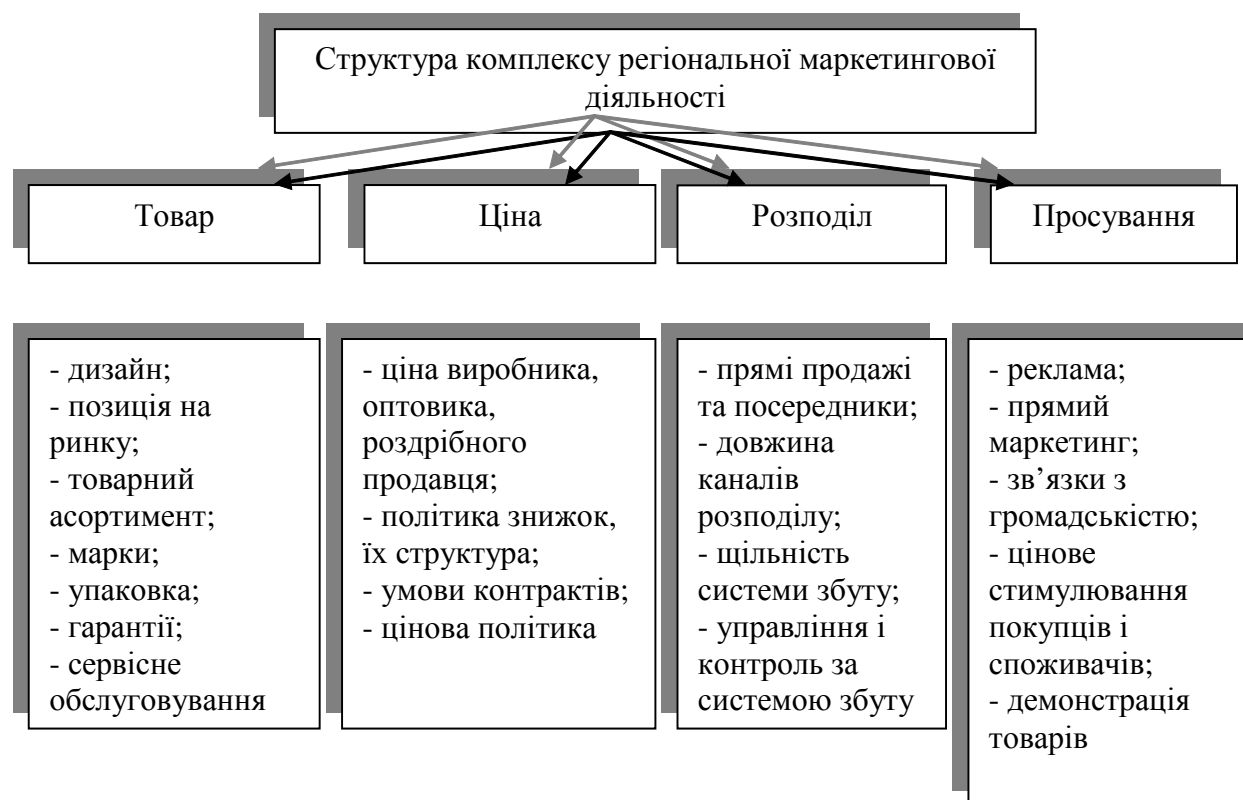 Структура комплексу регіональної маркетингової
діяльності
Товар
Ціна
Розподіл
Просування
- дизайн;
- позиція на
ринку;
- товарний
асортимент;
- марки;
- упаковка;
- гарантії;
- сервісне
обслуговування
- ціна виробника,
оптовика,
роздрібного
продавця;
- політика знижок,
їх структура;
- умови контрактів;
- цінова політика
- прямі продажі
та посередники;
- довжина
каналів
розподілу;
- щільність
системи збуту;
- управління і
контроль за
системою збуту
- реклама;
- прямий
маркетинг;
- зв’язки з
громадськістю;
- цінове
стимулювання
покупців і
споживачів;
- демонстрація
товарів